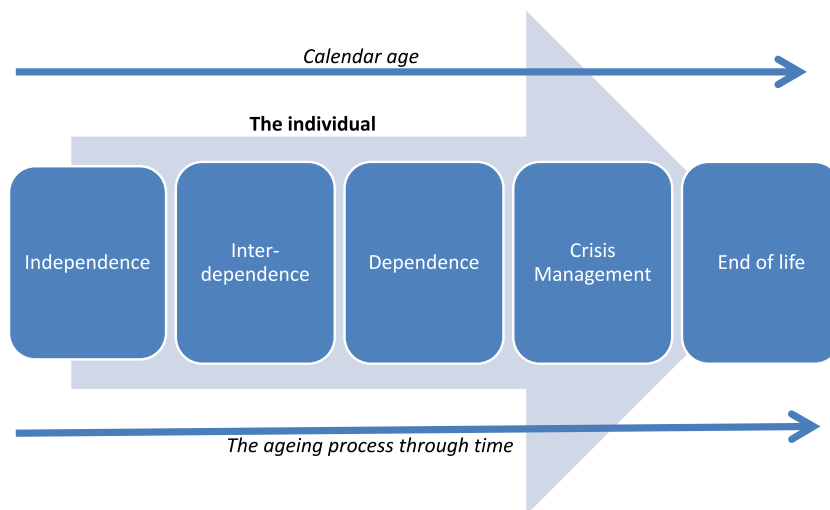 Calendar age
The individual
Independence
Inter-
dependence
Dependence
Crisis
Management
End of life
The ageing process through time